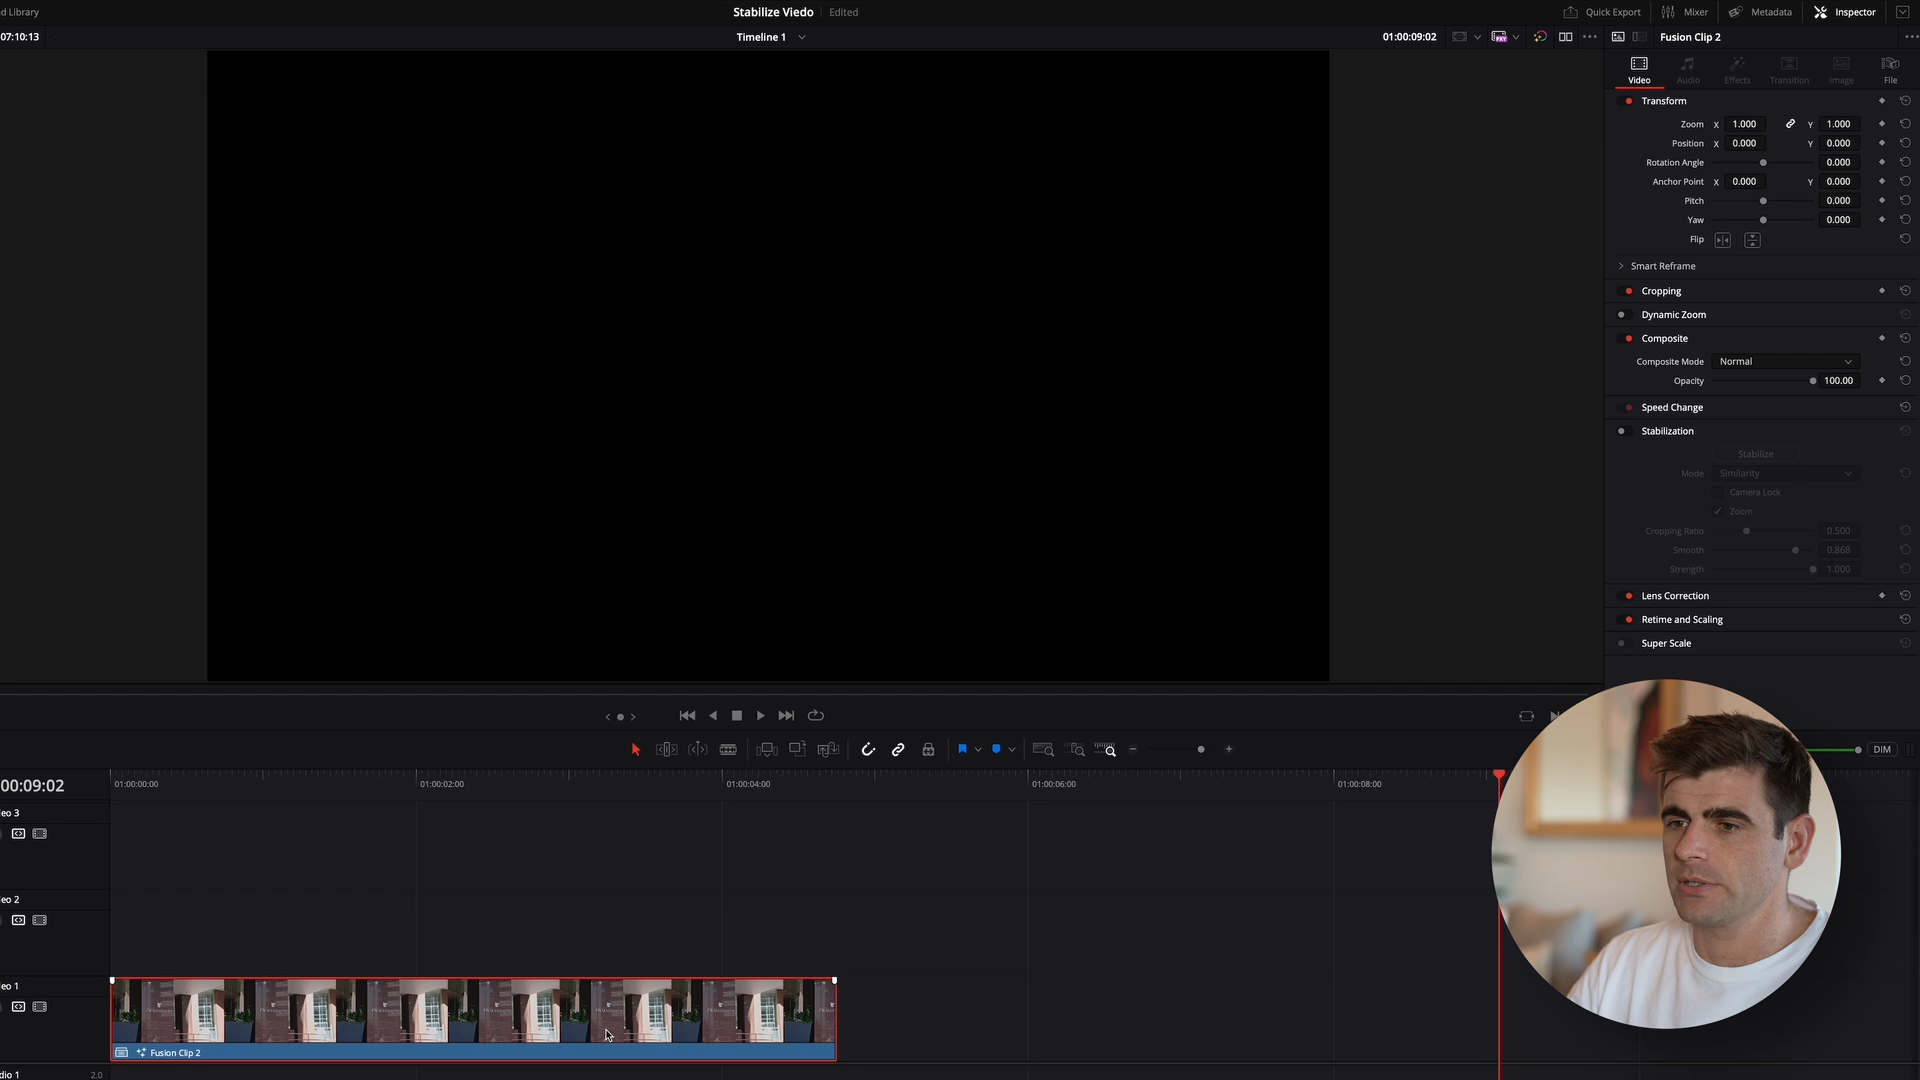 d Library
Stabilize Viedo Edited
Quick Export
Mixer
Metadata
Inspector
07:10:13
Timeline 1
01:00:09:02
Fusion Clip 2
Video
Audio
Effects
Transition
Image
File
Transform
Zoom X 1.000 Y 1.000
Position X 0.000 Y 0.000
Rotation Angle 0.000
Anchor Point X 0.000 Y 0.000
Pitch 0.000
Yaw 0.000
Flip
Smart Reframe
Cropping
Dynamic Zoom
Composite
Composite Mode Normal
Opacity 100.00
Speed Change
Stabilization
Stabilize
Mode Similarity
Camera Lock
Zoom
Cropping Ratio 0.500
Smooth 0.868
Strength 1.000
Lens Correction
Retime and Scaling
Super Scale
DIM
00:09:02
01:00:00:00
01:00:02:00
01:00:04:00
01:00:06:00
01:00:08:00
eo 3
eo 2
eo 1
Fusion Clip 2
dio 1 2.0